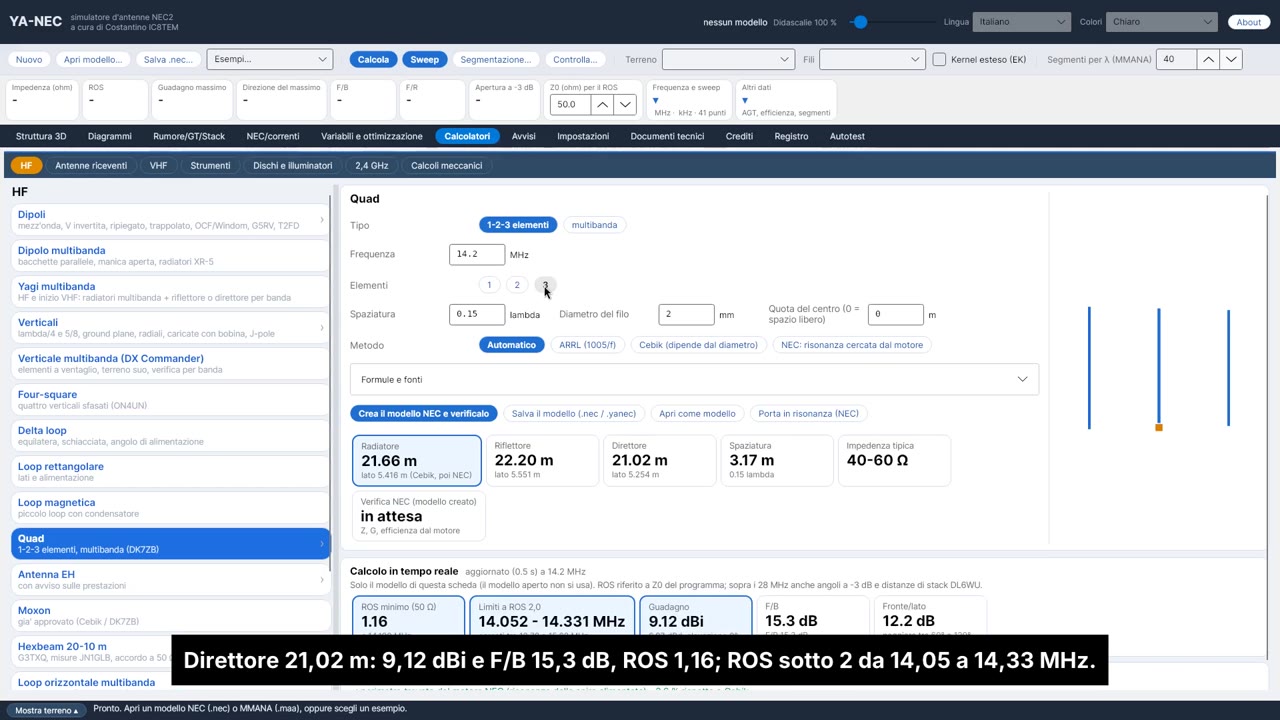 YA-NEC
simulatore d'antenne NEC2
a cura di Costantino IC8TEM
nessun modello Didascalie 100 % Lingua Italiano Colori Chiaro About
Nuovo Apri modello... Salva .nec... Esempi... Calcola Sweep Segmentazione... Controlla... Terreno Fili Kernel esteso (EK) Segmenti per λ (MMANA) 40
Impedenza (ohm) ROS Guadagno massimo Direzione del massimo F/B F/R Apertura a -3 dB Z0 (ohm) per il ROS Frequenza e sweep Altri dati
- - - - - - - 50.0 ▼ ▼
MHz · kHz · 41 punti AGT, efficienza, segmenti
Struttura 3D Diagrammi Rumore/GT/Stack NEC/correnti Variabili e ottimizzazione Calcolatori Avvisi Impostazioni Documenti tecnici Crediti Registro Autotest
HF Antenne riceventi VHF Strumenti Dischi e illuminatori 2,4 GHz Calcoli meccanici
HF
Dipoli
mezz'onda, V invertita, ripiegato, trappolato, OCF/Windom, G5RV, T2FD
Dipolo multibanda
bacchette parallele, manica aperta, radiatori XR-5
Yagi multibanda
HF e inizio VHF: radiatori multibanda + riflettore o direttore per banda
Verticali
lambda/4 e 5/8, ground plane, radiali, caricate con bobina, J-pole
Verticale multibanda (DX Commander)
elementi a ventaglio, terreno suo, verifica per banda
Four-square
quattro verticali sfasati (ON4UN)
Delta loop
equilatera, schiacciata, angolo di alimentazione
Loop rettangolare
lati e alimentazione
Loop magnetica
piccolo loop con condensatore
Quad
1-2-3 elementi, multibanda (DK7ZB)
Antenna EH
con avviso sulle prestazioni
Moxon
gia' approvato (Cebik / DK7ZB)
Hexbeam 20-10 m
G3TXQ, misure JN1GLB, accordo a 50
Loop orizzontale multibanda
Quad
Tipo 1-2-3 elementi multibanda
Frequenza 14.2 MHz
Elementi 1 2 3
Spaziatura 0.15 lambda Diametro del filo 2 mm Quota del centro (0 = spazio libero) 0 m
Metodo Automatico ARRL (1005/f) Cebik (dipende dal diametro) NEC: risonanza cercata dal motore
Formule e fonti
Crea il modello NEC e verificalo Salva il modello (.nec / .yanec) Apri come modello Porta in risonanza (NEC)
Radiatore Riflettore Direttore Spaziatura Impedenza tipica
21.66 m 22.20 m 21.02 m 3.17 m 40-60 Ω
lato 5.416 m (Cebik, poi NEC) lato 5.551 m lato 5.254 m 0.15 lambda
Verifica NEC (modello creato)
in attesa
Z, G, efficienza dal motore
Calcolo in tempo reale aggiornato (0.5 s) a 14.2 MHz
Solo il modello di questa scheda (il modello aperto non si usa). ROS riferito a Z0 del programma; sopra i 28 MHz anche angoli a -3 dB e distanze di stack DL6WU.
ROS minimo (50 Ω) Limiti a ROS 2,0 Guadagno F/B Fronte/lato
1.16 14.052 - 14.331 MHz 9.12 dBi 15.3 dB 12.2 dB
Direttore 21,02 m: 9,12 dBi e F/B 15,3 dB, ROS 1,16; ROS sotto 2 da 14,05 a 14,33 MHz.
Mostra terreno ▴ Pronto. Apri un modello NEC (.nec) o MMANA (.maa), oppure scegli un esempio.